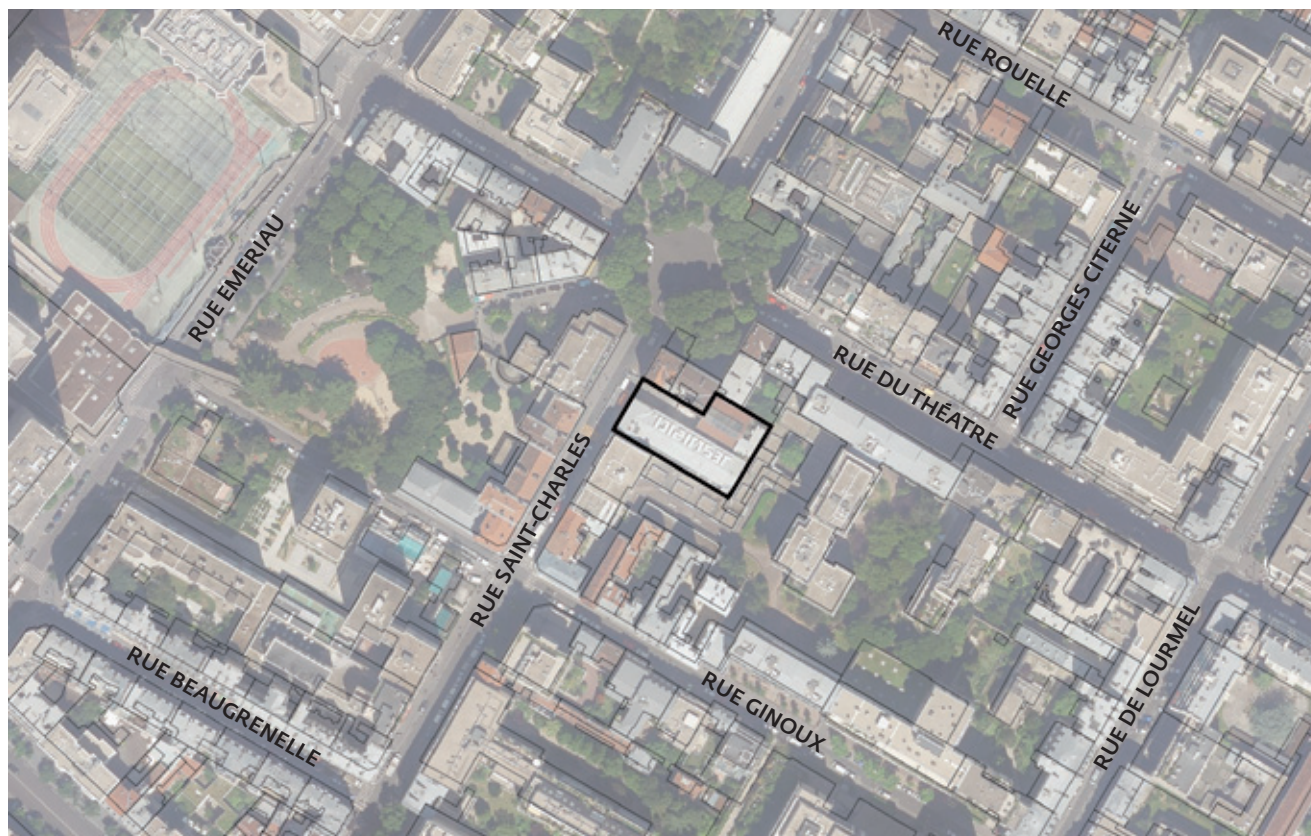 RUE ROUELLE
RUE EMERIAU
RUE GEORGES CITERNE
RUE DU THÉATRE
RUE SAINT-CHARLES
RUE BEAUGRENELLE
RUE GINOUX
RUE DE LOURMEL